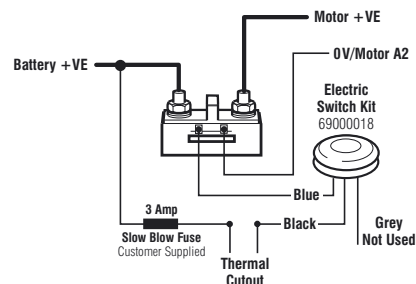 Motor +VE
0V/Motor A2
Battery +VE
Electric
Switch Kit
69000018
Blue
3 Amp
Slow Blow Fuse
Customer Supplied
Black
Grey
Not Used
Thermal
Cutout